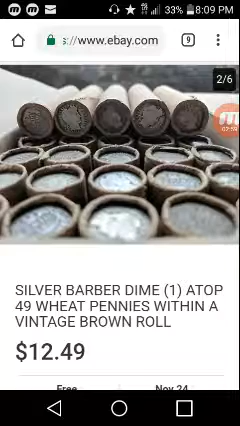 33% 8:09 PM
s://www.ebay.com 9
2/6
SILVER BARBER DIME (1) ATOP
49 WHEAT PENNIES WITHIN A
VINTAGE BROWN ROLL
$12.49
Free Nov 24